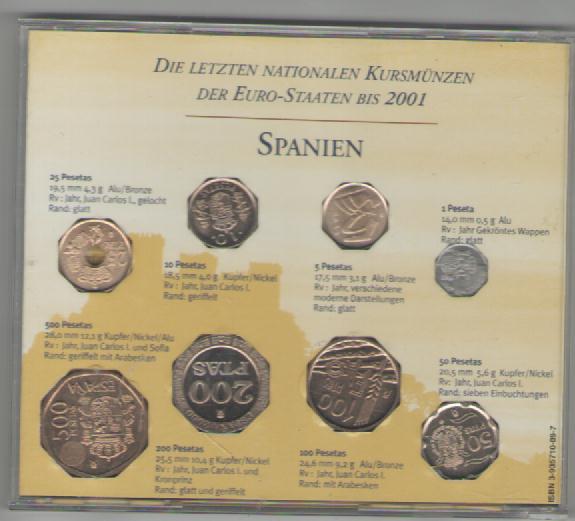 DIE LETZTEN NATIONALEN KURSMÜNZEN
DER EURO-STAATEN BIS 2001
SPANIEN
25 Pesetas
19,5 mm 4,3 g Alu/Bronze
Rv : Jahr, Juan Carlos I., gelocht
Rand: glatt
10 Pesetas
18,5 mm 4,0 g Kupfer/Nickel
Rv : Jahr, Juan Carlos I.
Rand: geriffelt
5 Pesetas
17,5 mm 3,1 g Alu/Bronze
Rv : Jahr, verschiedene
moderne Darstellungen
Rand: glatt
1 Peseta
14,0 mm 0,5 g Alu
Rv : Jahr Gekröntes Wappen
Rand: glatt
500 Pesetas
28,0 mm 12,1 g Kupfer/Nickel/Alu
Rv : Jahr, Juan Carlos I. und Sofia
Rand: geriffelt mit Arabesken
50 Pesetas
20,5 mm 5,6 g Kupfer/Nickel
Rv: Jahr, Juan Carlos I.
Rand: sieben Einbuchtungen
200 Pesetas
25,5 mm 10,4 g Kupfer/Nickel
Rv : Jahr, Juan Carlos I. und
Kronprinz
Rand: glatt und geriffelt
100 Pesetas
24,6 mm 9,2 g Alu/Bronze
Rv : Jahr, Juan Carlos I.
Rand: mit Arabesken
ESPAÑA
500
200
PTAS
100
50
ISBN 3-935710-09-7